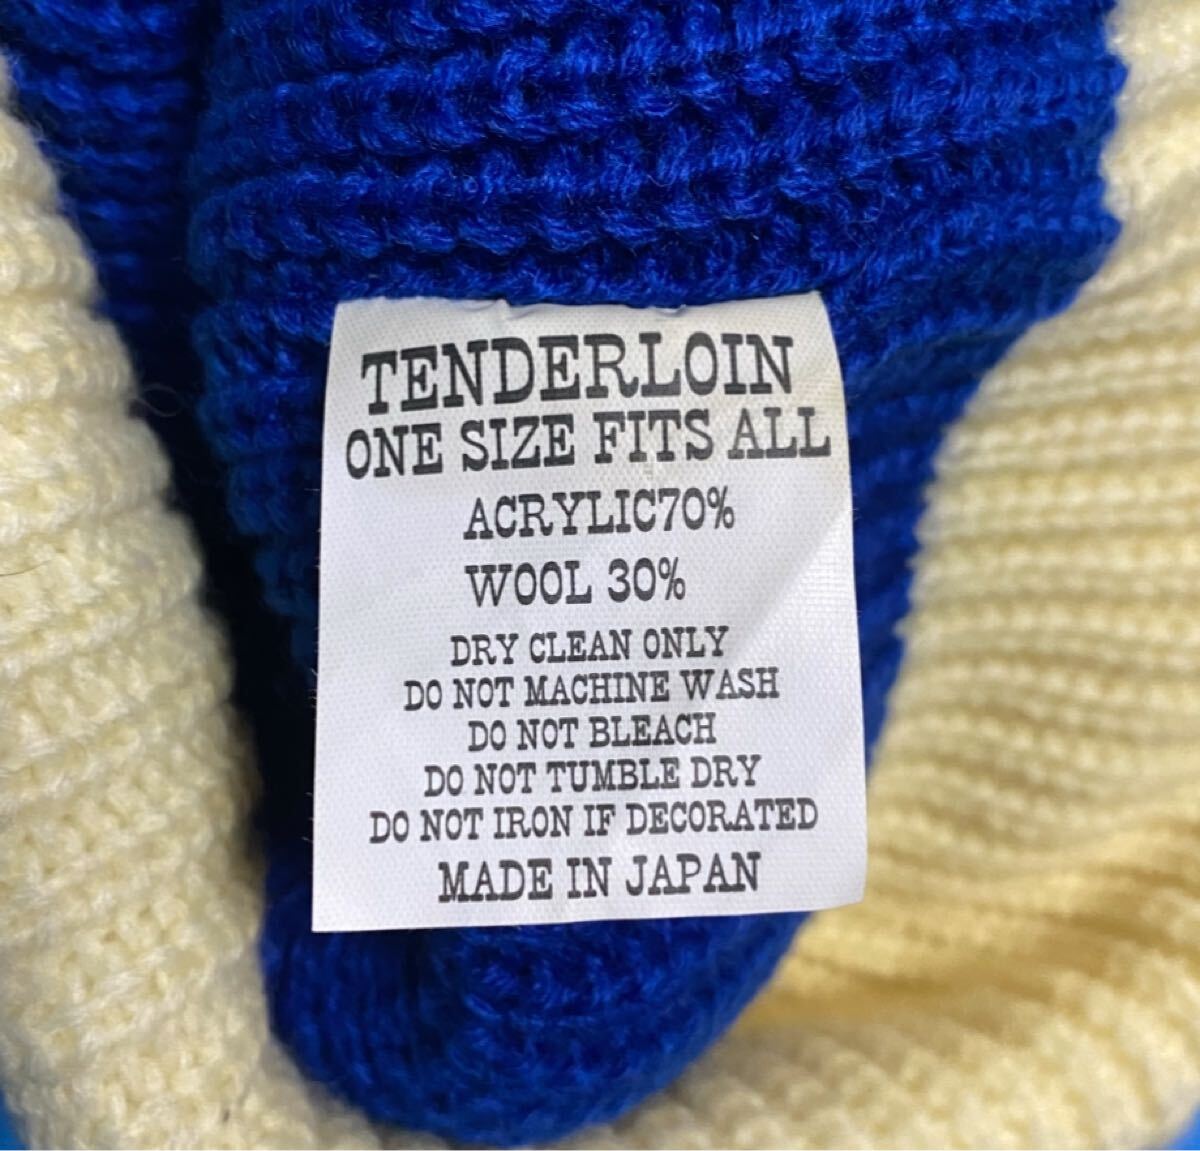 TENDERLOIN
ONE SIZE FITS ALL
ACRYLIC70%
WOOL 30%
DRY CLEAN ONLY
DO NOT MACHINE WASH
DO NOT BLEACH
DO NOT TUMBLE DRY
DO NOT IRON IF DECORATED
MADE IN JAPAN